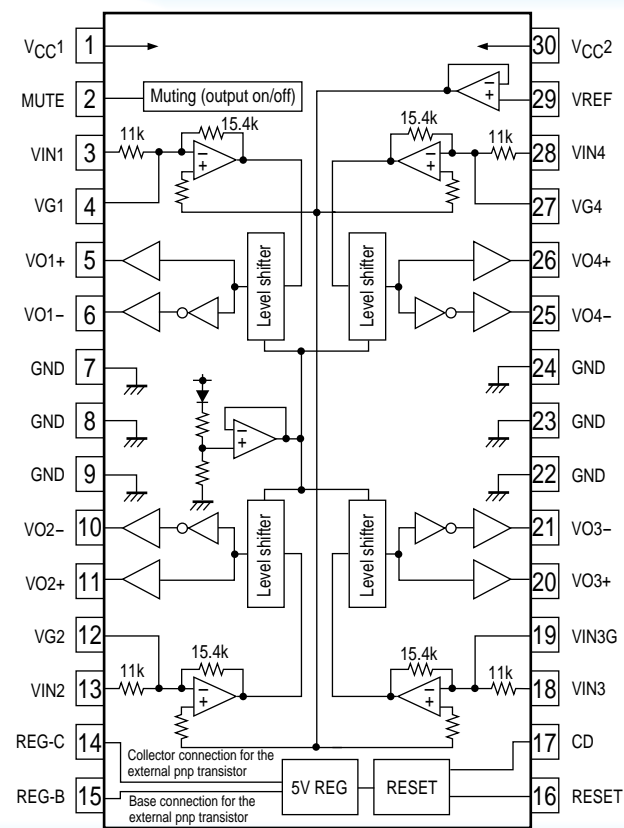 VCC1 1 30 VCC2
MUTE 2 Muting (output on/off) 29 VREF
11k 15.4k 15.4k 11k
VIN1 3 28 VIN4
VG1 4 27 VG4
VO1+ 5 26 VO4+
Level shifter Level shifter
VO1– 6 25 VO4–
GND 7 24 GND
GND 8 23 GND
GND 9 22 GND
VO2– 10 21 VO3–
Level shifter Level shifter
VO2+ 11 20 VO3+
VG2 12 19 VIN3G
11k 15.4k 15.4k 11k
VIN2 13 18 VIN3
REG-C 14 17 CD
Collector connection for the
external pnp transistor
5V REG RESET
REG-B 15 16 RESET
Base connection for the
external pnp transistor